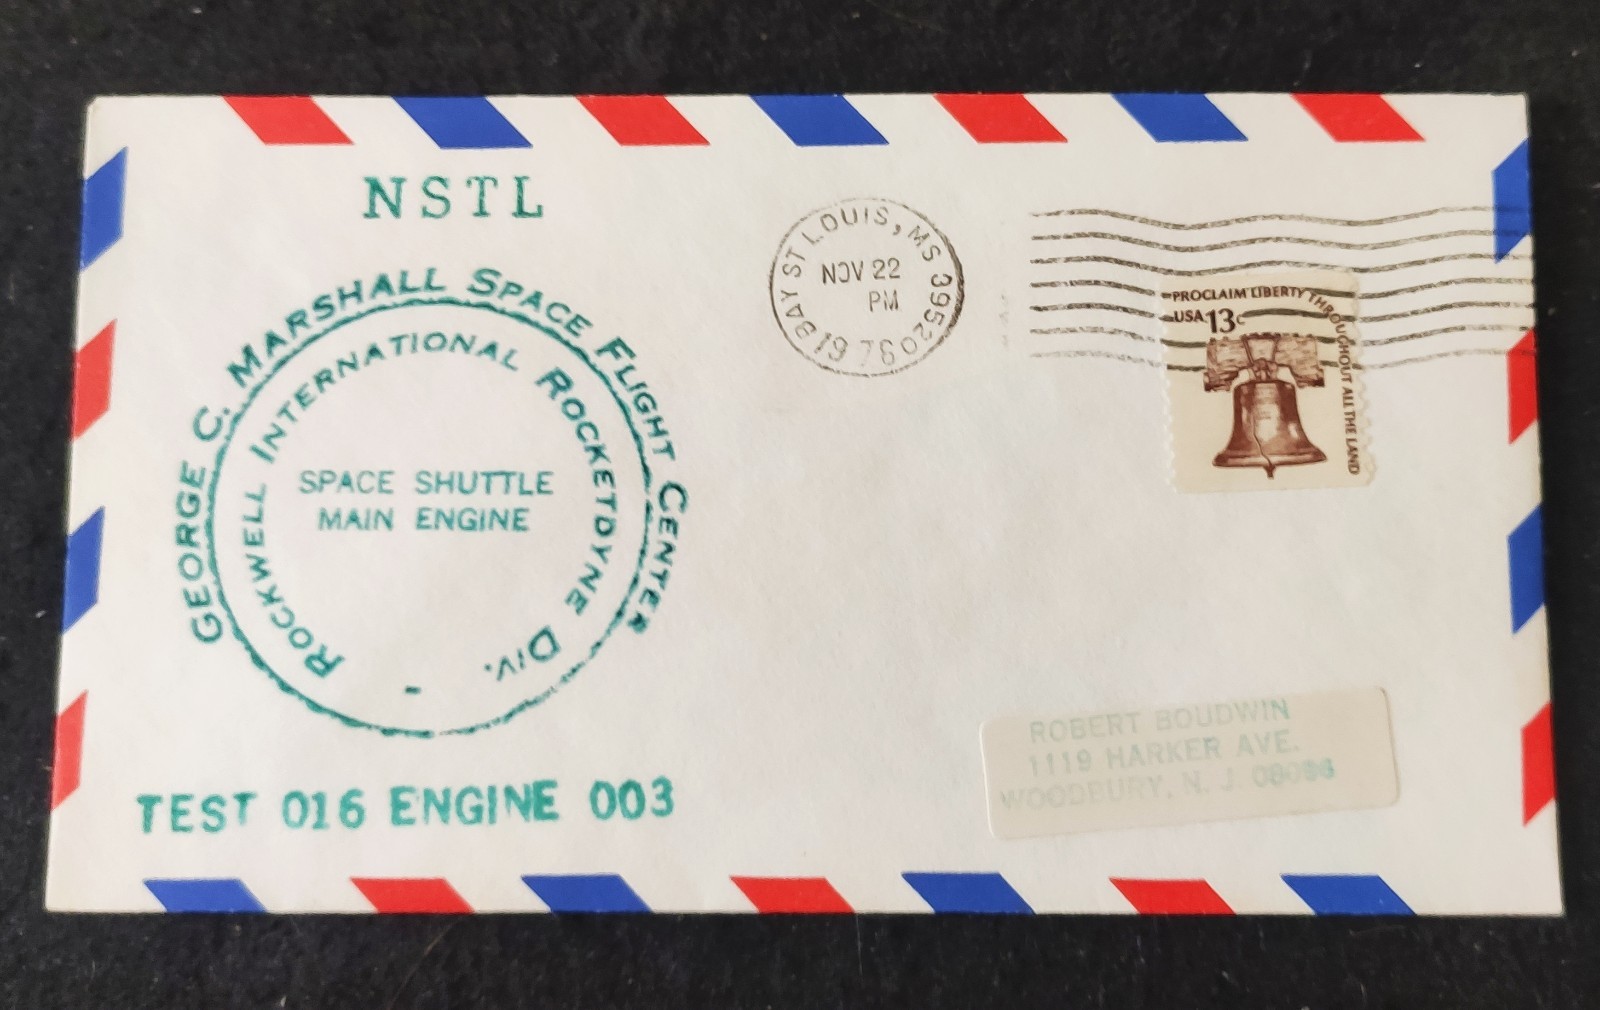 NSTL
GEORGE C. MARSHALL SPACE FLIGHT CENTER
ROCKWELL INTERNATIONAL ROCKETDYNE DIV.
SPACE SHUTTLE
MAIN ENGINE
TEST 016 ENGINE 003
BAY ST LOUIS, MS 39520
NOV 22
PM
1976
PROCLAIM LIBERTY THROUGHOUT ALL THE LAND
USA 13c
ROBERT BOUDWIN
1119 HARKER AVE.
WOODBURY, N. J. 08096